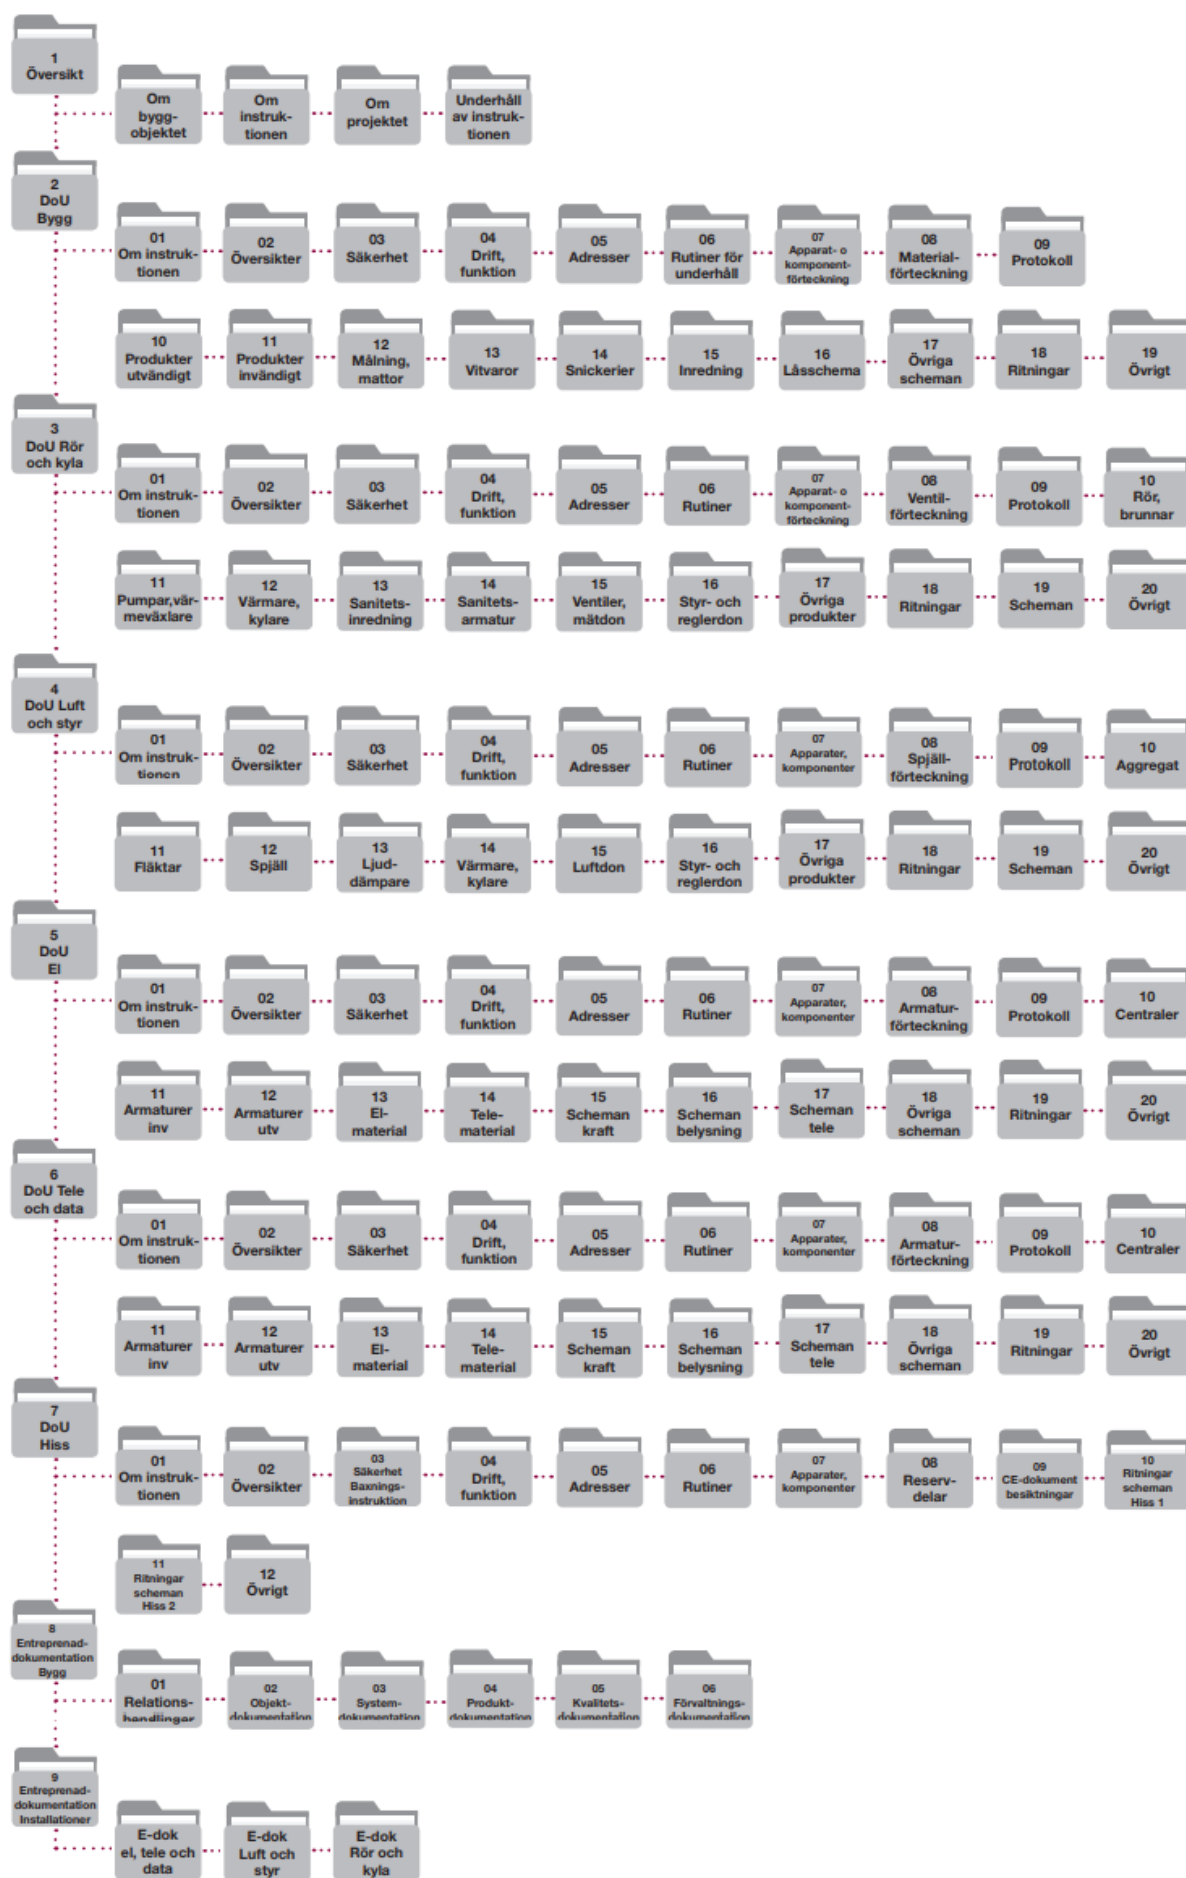 1
Översikt
Om
bygg-
objektet
Om
instruk-
tionen
Om
projektet
Underhåll
av instruk-
tionen
2
DoU
Bygg
01
Om instruk-
tionen
02
Översikter
03
Säkerhet
04
Drift,
funktion
05
Adresser
06
Rutiner för
underhåll
07
Apparat- o
komponent-
förteckning
08
Material-
förteckning
09
Protokoll
10
Produkter
utvändigt
11
Produkter
invändigt
12
Målning,
mattor
13
Vitvaror
14
Snickerier
15
Inredning
16
Låsschema
17
Övriga
scheman
18
Ritningar
19
Övrigt
3
DoU Rör
och kyla
01
Om instruk-
tionen
02
Översikter
03
Säkerhet
04
Drift,
funktion
05
Adresser
06
Rutiner
07
Apparat- o
komponent-
förteckning
08
Ventil-
förteckning
09
Protokoll
10
Rör,
brunnar
11
Pumpar,vär-
meväxlare
12
Värmare,
kylare
13
Sanitets-
inredning
14
Sanitets-
armatur
15
Ventiler,
mätdon
16
Styr- och
reglerdon
17
Övriga
produkter
18
Ritningar
19
Scheman
20
Övrigt
4
DoU Luft
och styr
01
Om instruk-
tionen
02
Översikter
03
Säkerhet
04
Drift,
funktion
05
Adresser
06
Rutiner
07
Apparater,
komponenter
08
Spjäll-
förteckning
09
Protokoll
10
Aggregat
11
Fläktar
12
Spjäll
13
Ljud-
dämpare
14
Värmare,
kylare
15
Luftdon
16
Styr- och
reglerdon
17
Övriga
produkter
18
Ritningar
19
Scheman
20
Övrigt
5
DoU
El
01
Om instruk-
tionen
02
Översikter
03
Säkerhet
04
Drift,
funktion
05
Adresser
06
Rutiner
07
Apparater,
komponenter
08
Armatur-
förteckning
09
Protokoll
10
Centraler
11
Armaturer
inv
12
Armaturer
utv
13
El-
material
14
Tele-
material
15
Scheman
kraft
16
Scheman
belysning
17
Scheman
tele
18
Övriga
scheman
19
Ritningar
20
Övrigt
6
DoU Tele
och data
01
Om instruk-
tionen
02
Översikter
03
Säkerhet
04
Drift,
funktion
05
Adresser
06
Rutiner
07
Apparater,
komponenter
08
Armatur-
förteckning
09
Protokoll
10
Centraler
11
Armaturer
inv
12
Armaturer
utv
13
El-
material
14
Tele-
material
15
Scheman
kraft
16
Scheman
belysning
17
Scheman
tele
18
Övriga
scheman
19
Ritningar
20
Övrigt
7
DoU
Hiss
01
Om instruk-
tionen
02
Översikter
03
Säkerhet
Baxnings-
instruktion
04
Drift,
funktion
05
Adresser
06
Rutiner
07
Apparater,
komponenter
08
Reserv-
delar
09
CE-dokument
besiktningar
10
Ritningar
scheman
Hiss 1
11
Ritningar
scheman
Hiss 2
12
Övrigt
8
Entreprenad-
dokumentation
Bygg
01
Relations-
handlingar
02
Objekt-
dokumentation
03
System-
dokumentation
04
Produkt-
dokumentation
05
Kvalitets-
dokumentation
06
Förvaltnings-
dokumentation
9
Entreprenad-
dokumentation
Installationer
E-dok
el, tele och
data
E-dok
Luft och
styr
E-dok
Rör och
kyla